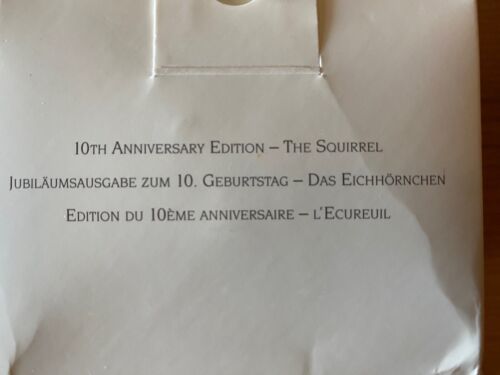 10th Anniversary Edition – The Squirrel
Jubiläumsausgabe zum 10. Geburtstag – Das Eichhörnchen
Edition du 10ème anniversaire – l'Ecureuil